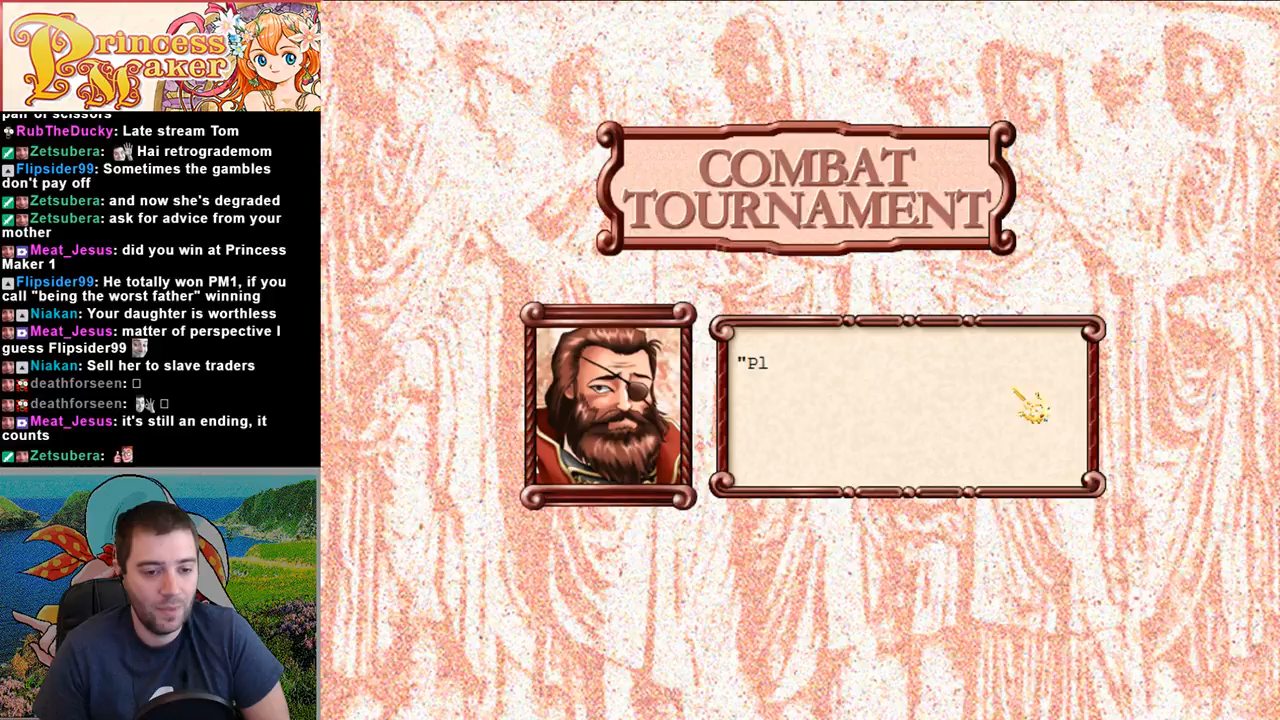 Princess
Maker
pair of scissors
RubTheDucky: Late stream Tom
Zetsubera: Hai retrogrademom
Flipsider99: Sometimes the gambles
don't pay off
Zetsubera: and now she's degraded
Zetsubera: ask for advice from your
mother
Meat_Jesus: did you win at Princess
Maker 1
Flipsider99: He totally won PM1, if you
call "being the worst father" winning
Niakan: Your daughter is worthless
Meat_Jesus: matter of perspective I
guess Flipsider99
Niakan: Sell her to slave traders
deathforseen:
deathforseen:
Meat_Jesus: it's still an ending, it
counts
Zetsubera:
COMBAT
TOURNAMENT
"Pl